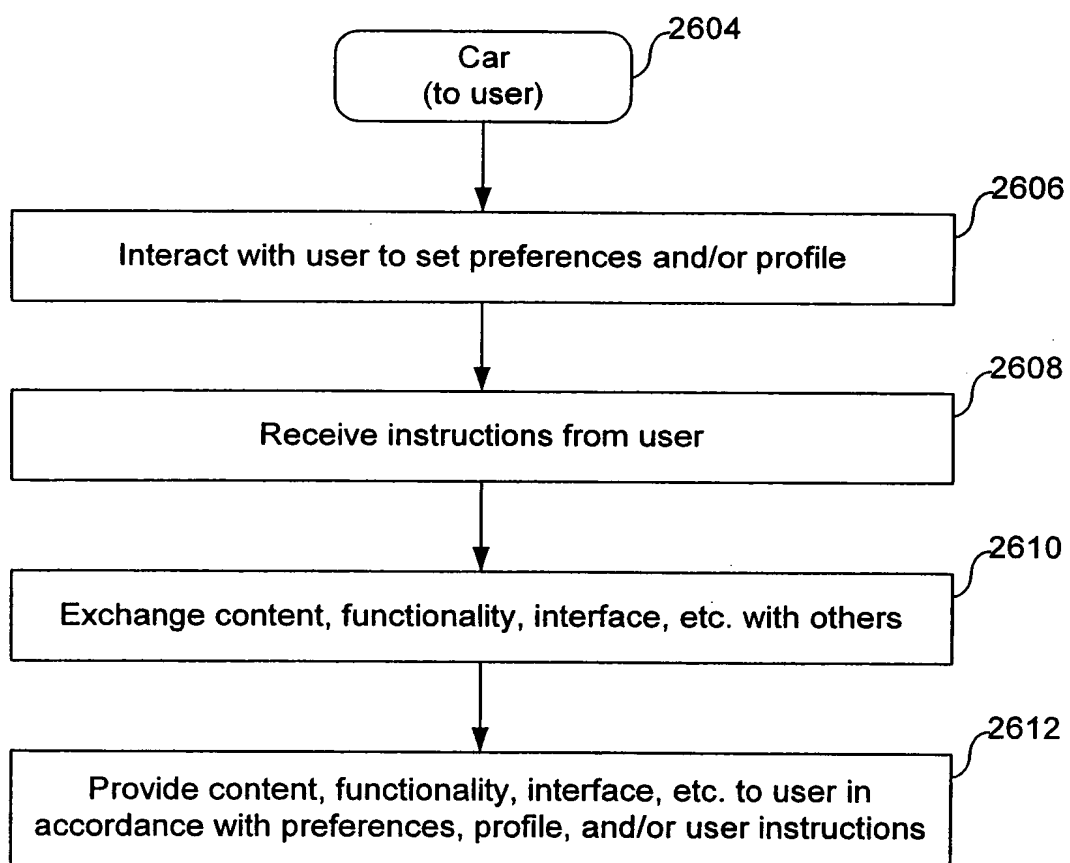 2604
Car
(to user)
2606
Interact with user to set preferences and/or profile
2608
Receive instructions from user
2610
Exchange content, functionality, interface, etc. with others
2612
Provide content, functionality, interface, etc. to user in
accordance with preferences, profile, and/or user instructions